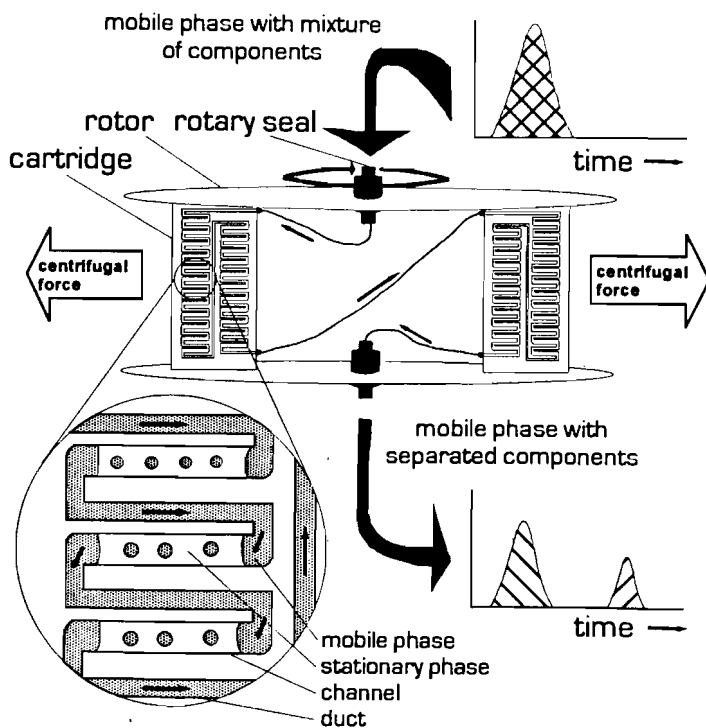 mobile phase with mixture
of components
rotor rotary seal
cartridge
time
centrifugal
force
centrifugal
force
mobile phase with
separated components
time
mobile phase
stationary phase
channel
duct